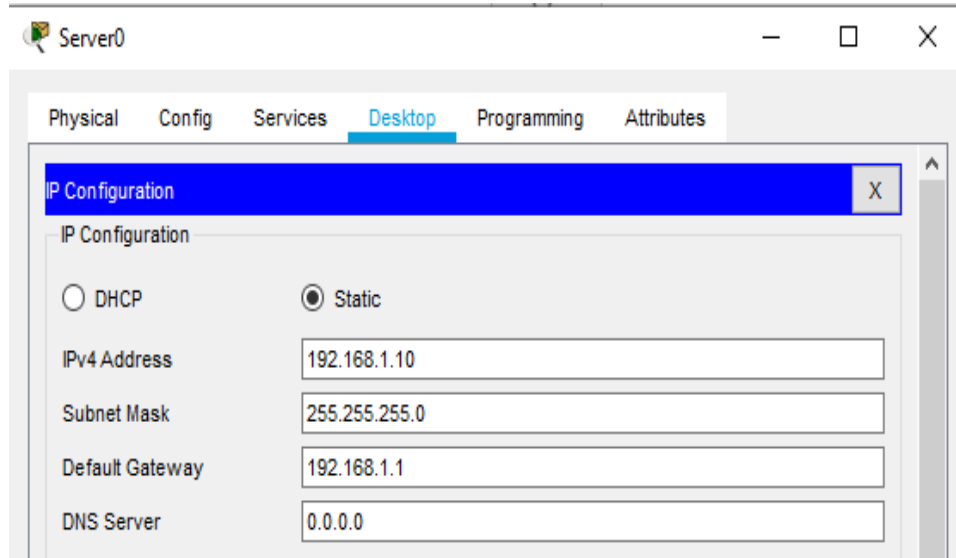 Server0
Physical Config Services Desktop Programming Attributes
IP Configuration X
IP Configuration
DHCP Static
IPv4 Address 192.168.1.10
Subnet Mask 255.255.255.0
Default Gateway 192.168.1.1
DNS Server 0.0.0.0